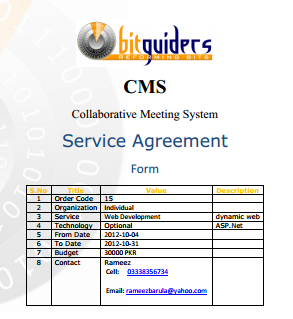 bitguiders
REFORMING BITS
CMS
Collaborative Meeting System
Service Agreement
Form
S.No Title Value Description
1 Order Code 15
2 Organization Individual
3 Service Web Development dynamic web
4 Technology Optional ASP.Net
5 From Date 2012-10-04
6 To Date 2012-10-31
7 Budget 30000 PKR
8 Contact Rameez
Cell: 03338356734
Email: rameezbarula@yahoo.com